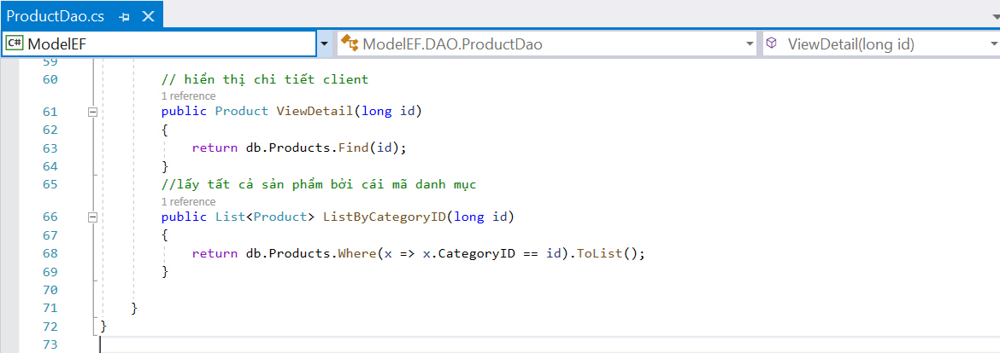 ProductDao.cs
C# ModelEF ModelEF.DAO.ProductDao ViewDetail(long id)
59
60 // hiển thị chi tiết client
1 reference
61 public Product ViewDetail(long id)
62 {
63 return db.Products.Find(id);
64 }
65 //lấy tất cả sản phẩm bởi cái mã danh mục
1 reference
66 public List<Product> ListByCategoryID(long id)
67 {
68 return db.Products.Where(x => x.CategoryID == id).ToList();
69 }
70
71 }
72 }
73